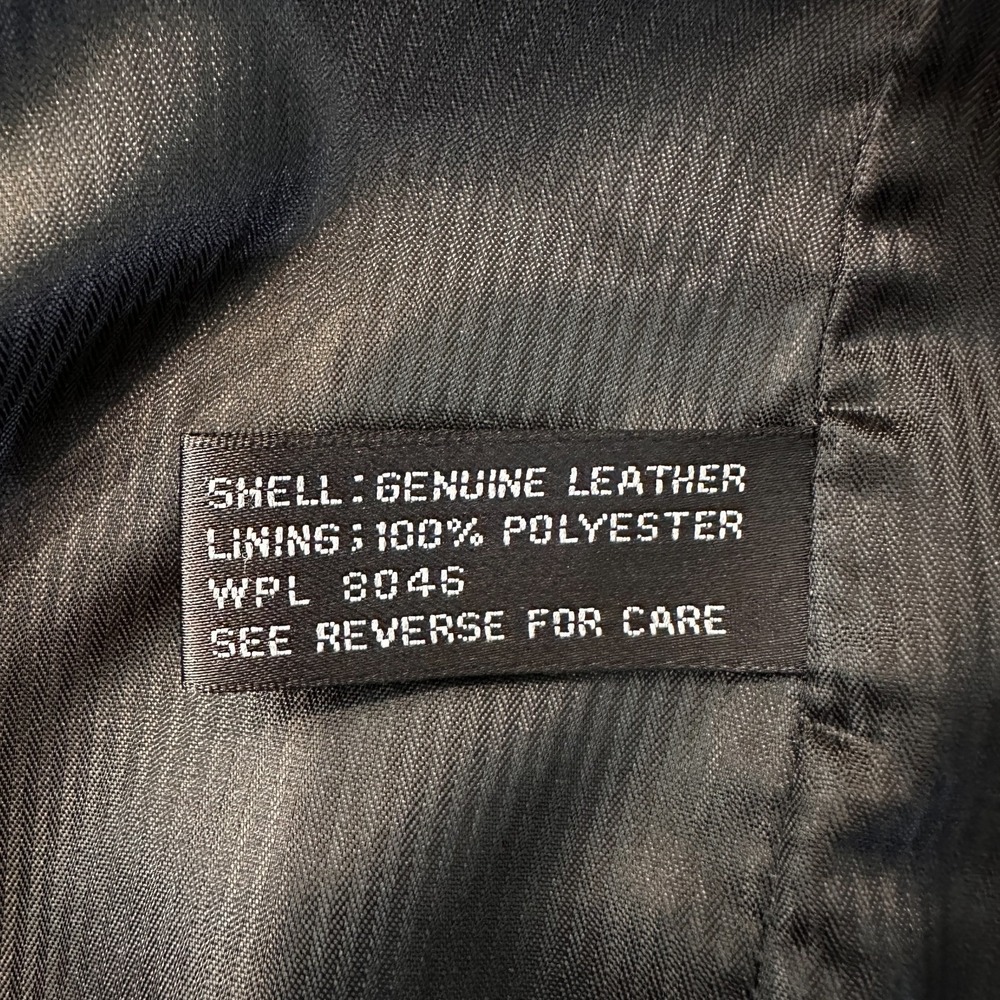 SHELL: GENUINE LEATHER
LINING; 100% POLYESTER
WPL 8046
SEE REVERSE FOR CARE